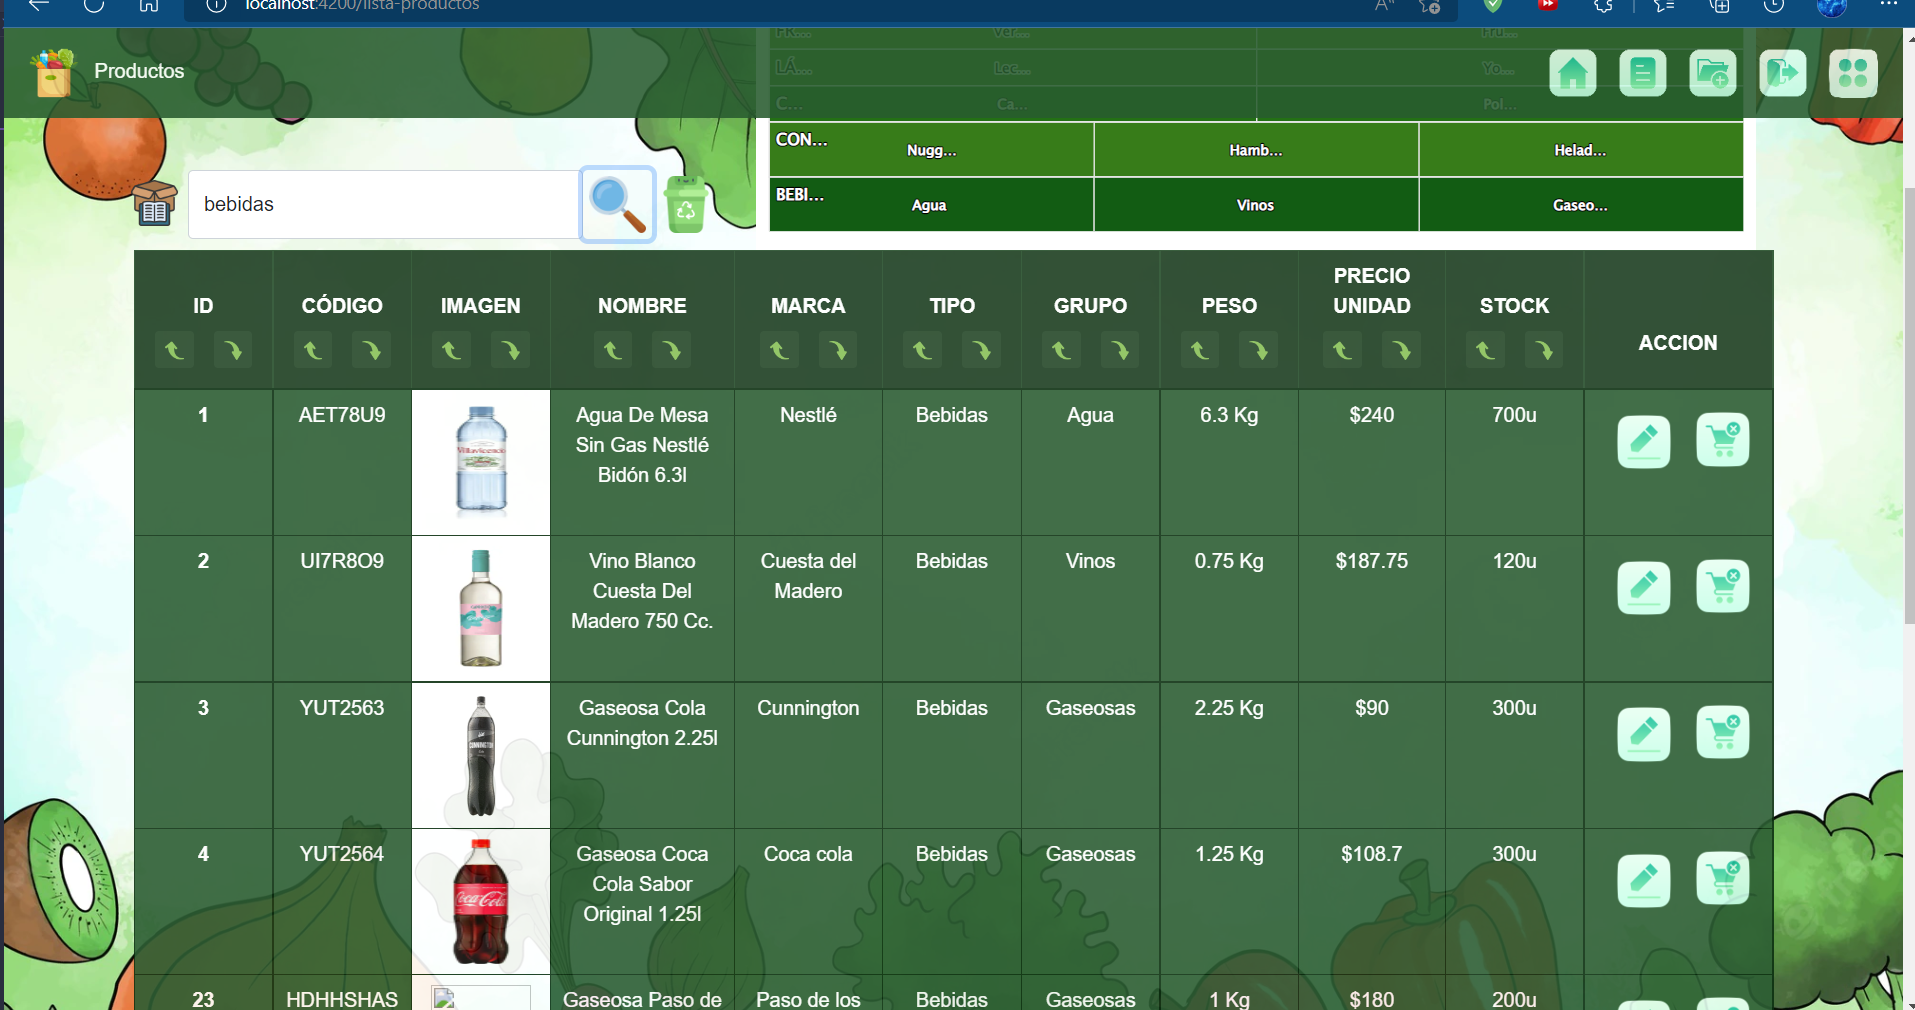 localhost:4200/lista-productos
Productos
FR... Ver... Fru...
LÁ... Lec... Yo...
C... Ca... Pol...
CON... Nugg... Hamb... Helad...
BEBI... Agua Vinos Gaseo...
bebidas
ID CÓDIGO IMAGEN NOMBRE MARCA TIPO GRUPO PESO PRECIO UNIDAD STOCK ACCION
1 AET78U9 Agua De Mesa Nestlé Bebidas Agua 6.3 Kg $240 700u
Sin Gas Nestlé
Bidón 6.3l
Villavicencio
2 UI7R8O9 Vino Blanco Cuesta del Bebidas Vinos 0.75 Kg $187.75 120u
Cuesta Del Madero
Madero 750 Cc.
3 YUT2563 Gaseosa Cola Cunnington Bebidas Gaseosas 2.25 Kg $90 300u
Cunnington 2.25l
CUNNINGTON
4 YUT2564 Gaseosa Coca Coca cola Bebidas Gaseosas 1.25 Kg $108.7 300u
Cola Sabor
Original 1.25l
Coca-Cola
23 HDHHSHAS Gaseosa Paso de Paso de los Bebidas Gaseosas 1 Kg $180 200u